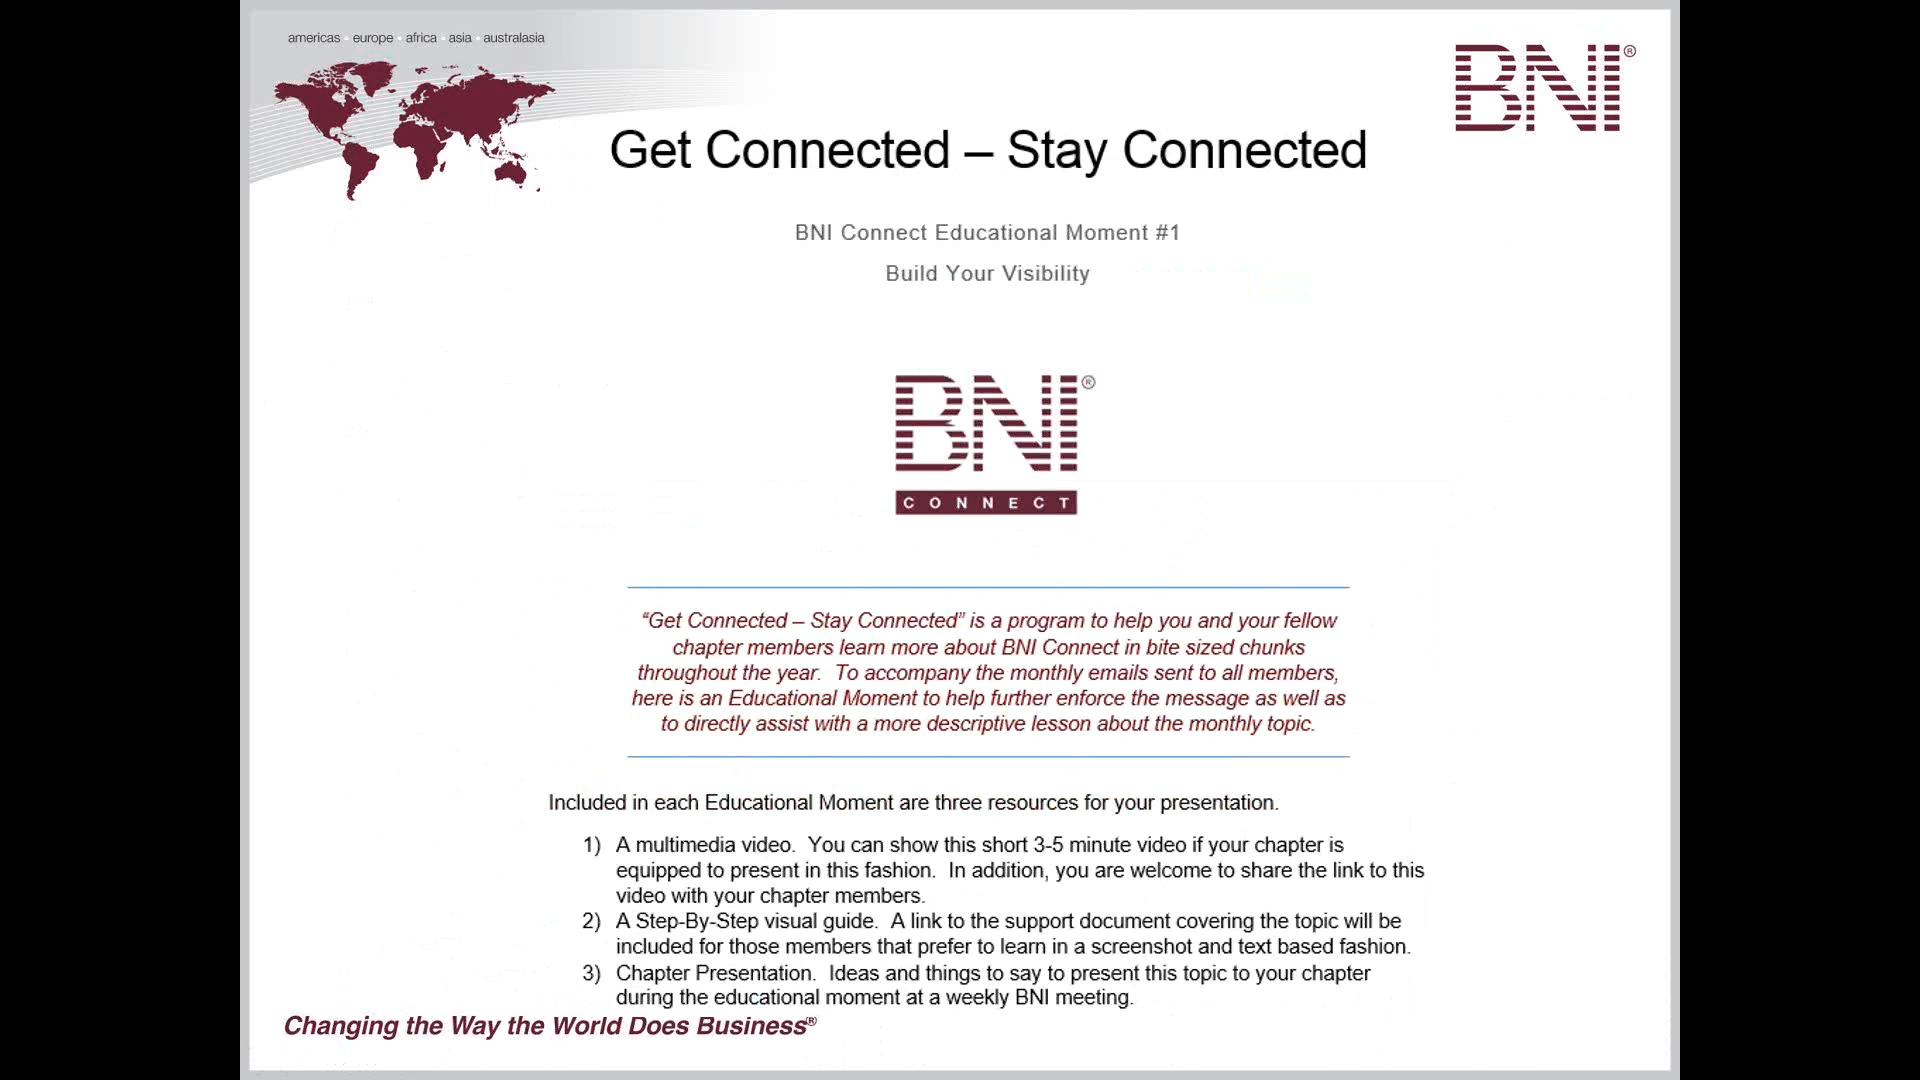 americas europe africa asia australasia
BNI®
Get Connected – Stay Connected
BNI Connect Educational Moment #1
Build Your Visibility
BNI®
CONNECT
“Get Connected – Stay Connected” is a program to help you and your fellow
chapter members learn more about BNI Connect in bite sized chunks
throughout the year. To accompany the monthly emails sent to all members,
here is an Educational Moment to help further enforce the message as well as
to directly assist with a more descriptive lesson about the monthly topic.
Included in each Educational Moment are three resources for your presentation.
1) A multimedia video. You can show this short 3-5 minute video if your chapter is
equipped to present in this fashion. In addition, you are welcome to share the link to this
video with your chapter members.
2) A Step-By-Step visual guide. A link to the support document covering the topic will be
included for those members that prefer to learn in a screenshot and text based fashion.
3) Chapter Presentation. Ideas and things to say to present this topic to your chapter
during the educational moment at a weekly BNI meeting.
Changing the Way the World Does Business®